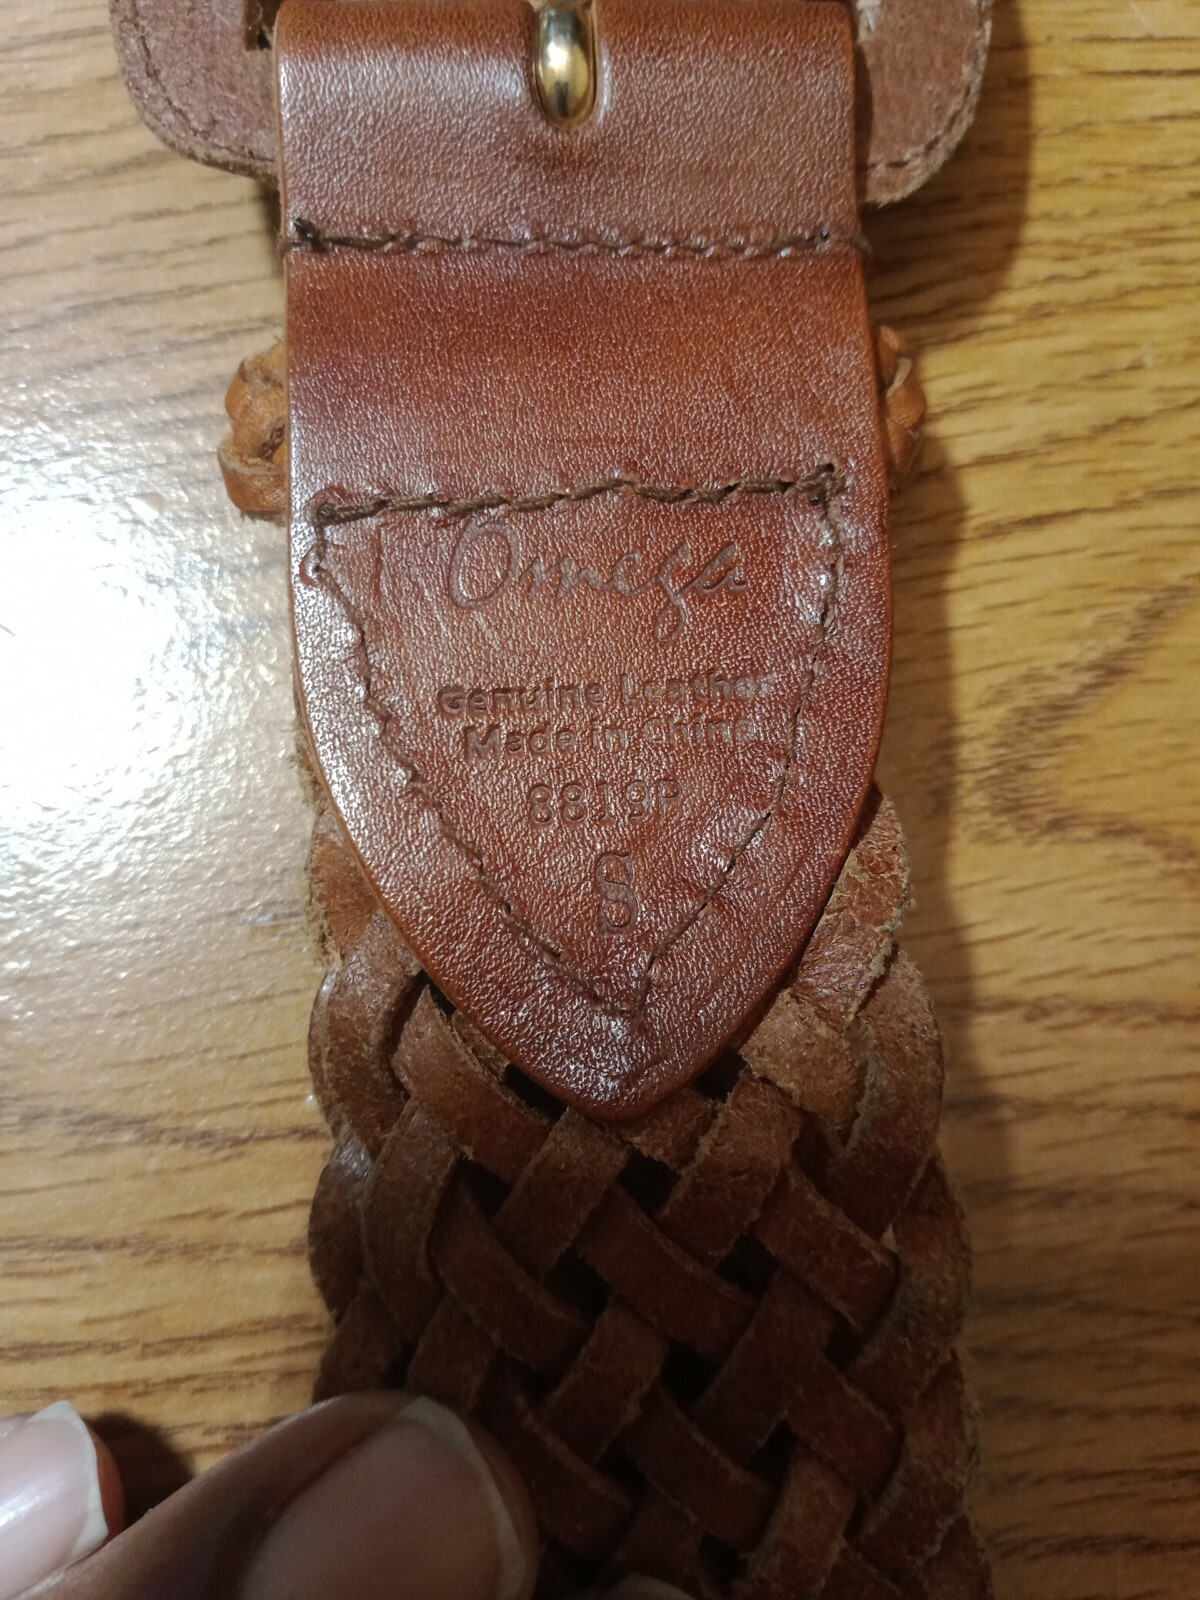 Omega
Genuine Leather
Made in China
8819P
S